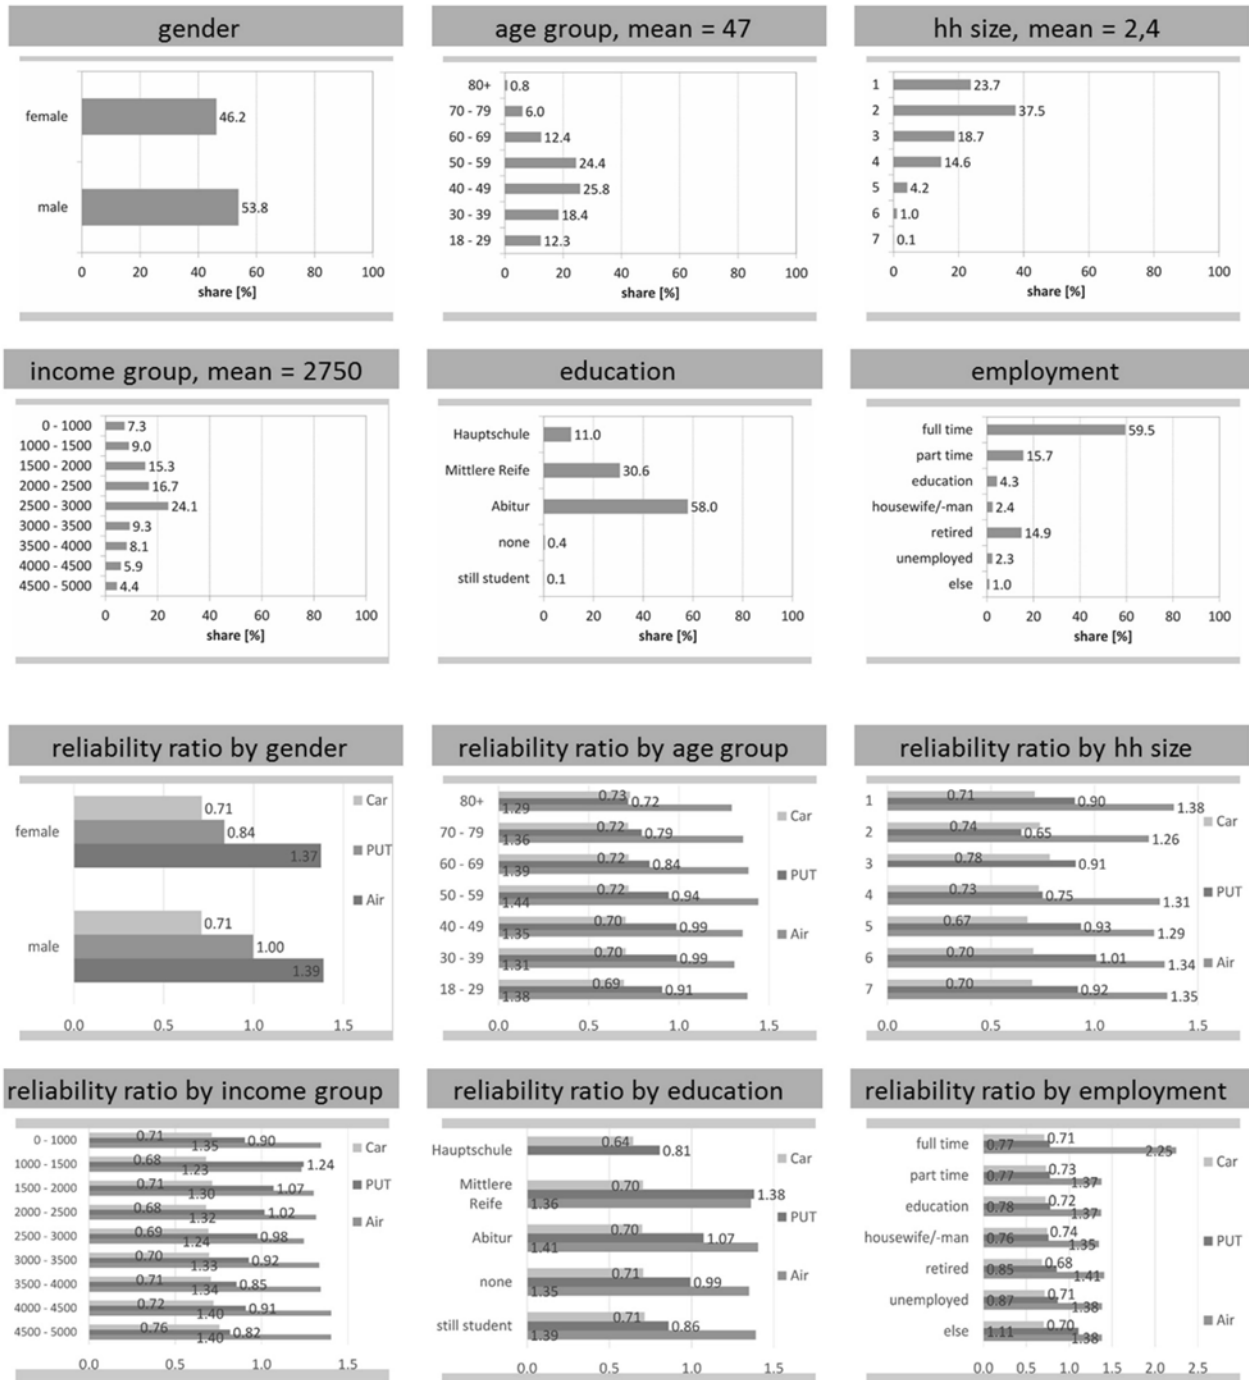 gender
female 46.2
male 53.8
0 20 40 60 80 100
share [%]
age group, mean = 47
80+ 0.8
70 - 79 6.0
60 - 69 12.4
50 - 59 24.4
40 - 49 25.8
30 - 39 18.4
18 - 29 12.3
0 20 40 60 80 100
share [%]
hh size, mean = 2,4
1 23.7
2 37.5
3 18.7
4 14.6
5 4.2
6 1.0
7 0.1
0 20 40 60 80 100
share [%]
income group, mean = 2750
0 - 1000 7.3
1000 - 1500 9.0
1500 - 2000 15.3
2000 - 2500 16.7
2500 - 3000 24.1
3000 - 3500 9.3
3500 - 4000 8.1
4000 - 4500 5.9
4500 - 5000 4.4
0 20 40 60 80 100
share [%]
education
Hauptschule 11.0
Mittlere Reife 30.6
Abitur 58.0
none 0.4
still student 0.1
0 20 40 60 80 100
share [%]
employment
full time 59.5
part time 15.7
education 4.3
housewife/-man 2.4
retired 14.9
unemployed 2.3
else 1.0
0 20 40 60 80 100
share [%]
reliability ratio by gender
0.71
female 0.84
1.37
0.71
male 1.00
1.39
0.0 0.5 1.0 1.5
Car
PUT
Air
reliability ratio by age group
80+ 0.73 0.72 1.29
70 - 79 0.72 0.79 1.36
60 - 69 0.72 0.84 1.39
50 - 59 0.72 0.94 1.44
40 - 49 0.70 0.99 1.35
30 - 39 0.70 0.99 1.31
18 - 29 0.69 0.91 1.38
0.0 0.5 1.0 1.5
Car
PUT
Air
reliability ratio by hh size
1 0.71 0.90 1.38
2 0.74 0.65 1.26
3 0.78 0.91
4 0.73 0.75 1.31
5 0.67 0.93 1.29
6 0.70 1.01 1.34
7 0.70 0.92 1.35
0.0 0.5 1.0 1.5
Car
PUT
Air
reliability ratio by income group
0 - 1000 0.71 0.90 1.35
1000 - 1500 0.68 1.24 1.23
1500 - 2000 0.71 1.07 1.30
2000 - 2500 0.68 1.02 1.32
2500 - 3000 0.69 0.98 1.24
3000 - 3500 0.70 0.92 1.33
3500 - 4000 0.71 0.85 1.34
4000 - 4500 0.72 0.91 1.40
4500 - 5000 0.76 0.82 1.40
0.0 0.5 1.0 1.5
Car
PUT
Air
reliability ratio by education
Hauptschule 0.64 0.81
Mittlere 0.70 1.38
Reife 1.36
Abitur 0.70 1.07 1.41
none 0.71 0.99 1.35
still student 0.71 0.86 1.39
0.0 0.5 1.0 1.5
Car
PUT
Air
reliability ratio by employment
full time 0.71 0.77 2.25
part time 0.73 0.77 1.37
education 0.72 0.78 1.37
housewife/-man 0.74 0.76 1.35
retired 0.68 0.85 1.41
unemployed 0.71 0.87 1.38
else 0.70 1.11 1.38
0.0 0.5 1.0 1.5 2.0 2.5
Car
PUT
Air